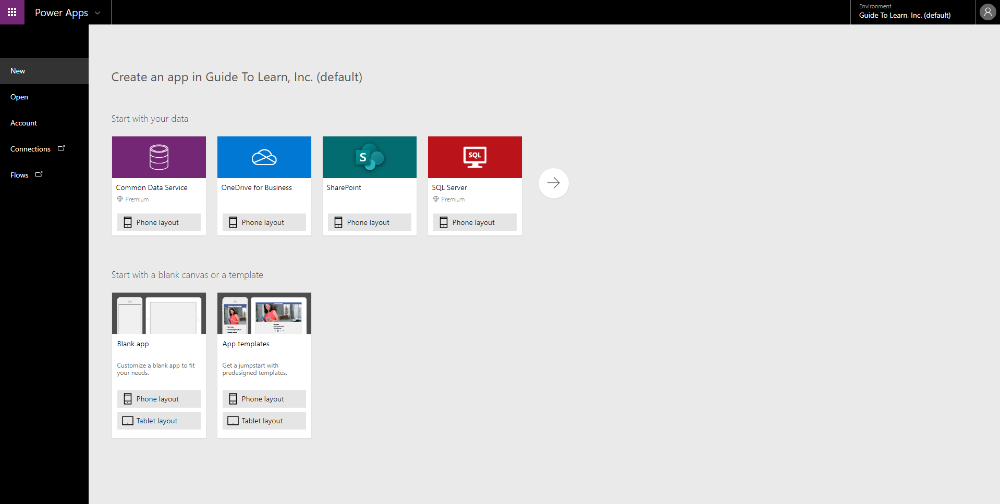 Power Apps
Environment
Guide To Learn, Inc. (default)
New
Open
Account
Connections
Flows
Create an app in Guide To Learn, Inc. (default)
Start with your data
S
SQL
Common Data Service
OneDrive for Business
SharePoint
SQL Server
Premium
Premium
Phone layout
Phone layout
Phone layout
Phone layout
Start with a blank canvas or a template
Blank app
Customize a blank app to fit
your needs.
Phone layout
Tablet layout
App templates
Get a jumpstart with
predesigned templates.
Phone layout
Tablet layout